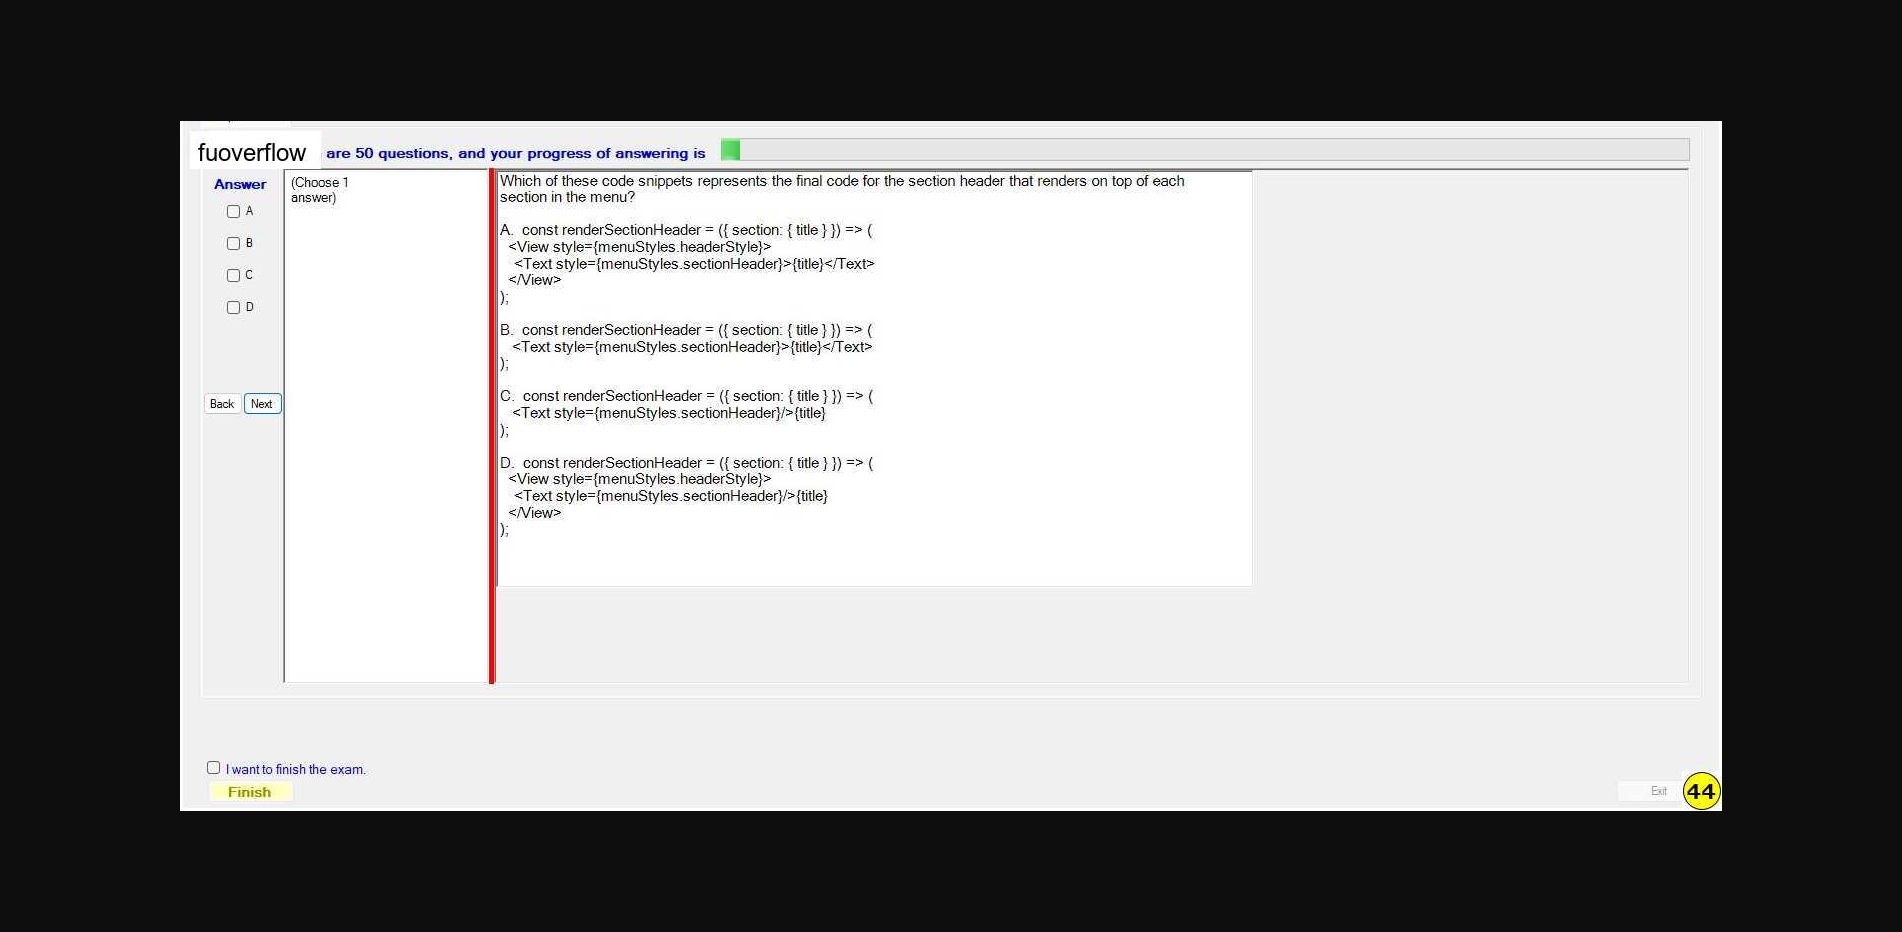 fuoverflow are 50 questions, and your progress of answering is
Answer
A
B
C
D
Back Next
(Choose 1
answer)
Which of these code snippets represents the final code for the section header that renders on top of each
section in the menu?
A. const renderSectionHeader = ({ section: { title } }) => (
<View style={menuStyles.headerStyle}>
<Text style={menuStyles.sectionHeader}>{title}</Text>
</View>
);
B. const renderSectionHeader = ({ section: { title } }) => (
<Text style={menuStyles.sectionHeader}>{title}</Text>
);
C. const renderSectionHeader = ({ section: { title } }) => (
<Text style={menuStyles.sectionHeader}/>{title}
);
D. const renderSectionHeader = ({ section: { title } }) => (
<View style={menuStyles.headerStyle}>
<Text style={menuStyles.sectionHeader}/>{title}
</View>
);
I want to finish the exam.
Finish
Exit
44